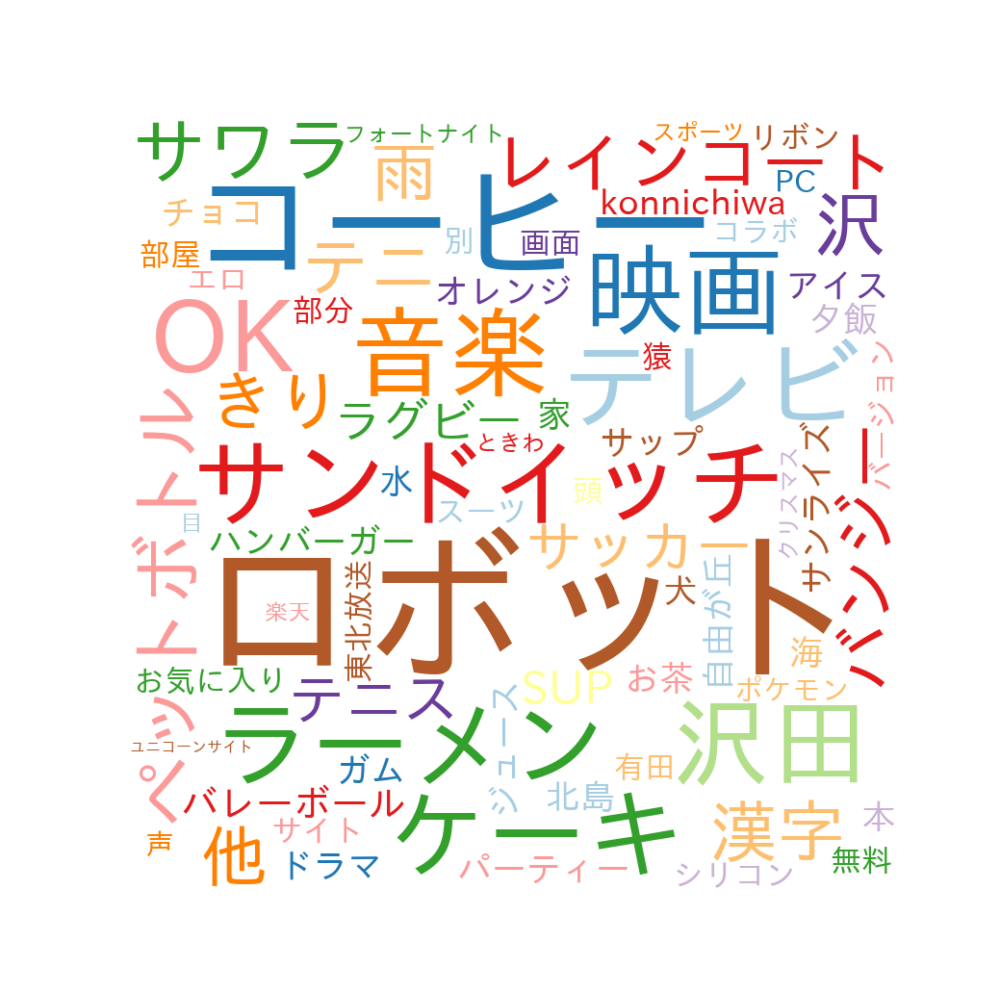 サワラ
フォートナイト
雨
レインコート
スポーツ
リボン
PC
konnichiwa
沢
チョコ
コーヒー
別
画面
コラボ
部屋
テニ
映画
エロ
オレンジ
アイス
部分
夕飯
OK
音楽
テレビ
猿
バージョン
きり
ラグビー
家
ときわ
サップ
サンライズ
ペットボトル
サンドイッチ
水
頭
クリスマス
バンジー
目
スーツ
ハンバーガー
サッカー
ロボット
楽天
東北放送
犬
自由が丘
海
お気に入り
テニス
SUP
お茶
ポケモン
ラーメン
ジュース
沢田
ユニコーンサイト
ガム
有田
バレーボール
北島
ケーキ
漢字
本
声
他
サイト
ドラマ
パーティー
シリコン
無料